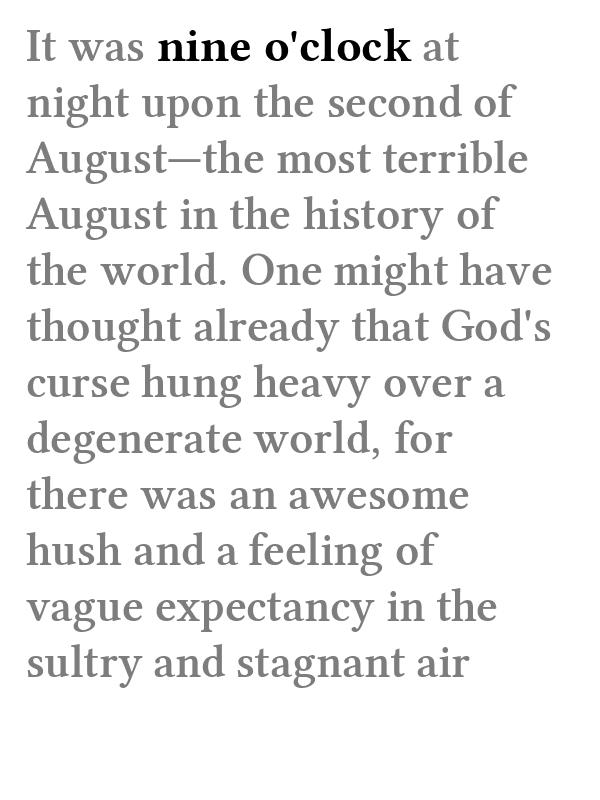 It was nine o'clock at
night upon the second of
August—the most terrible
August in the history of
the world. One might have
thought already that God's
curse hung heavy over a
degenerate world, for
there was an awesome
hush and a feeling of
vague expectancy in the
sultry and stagnant air